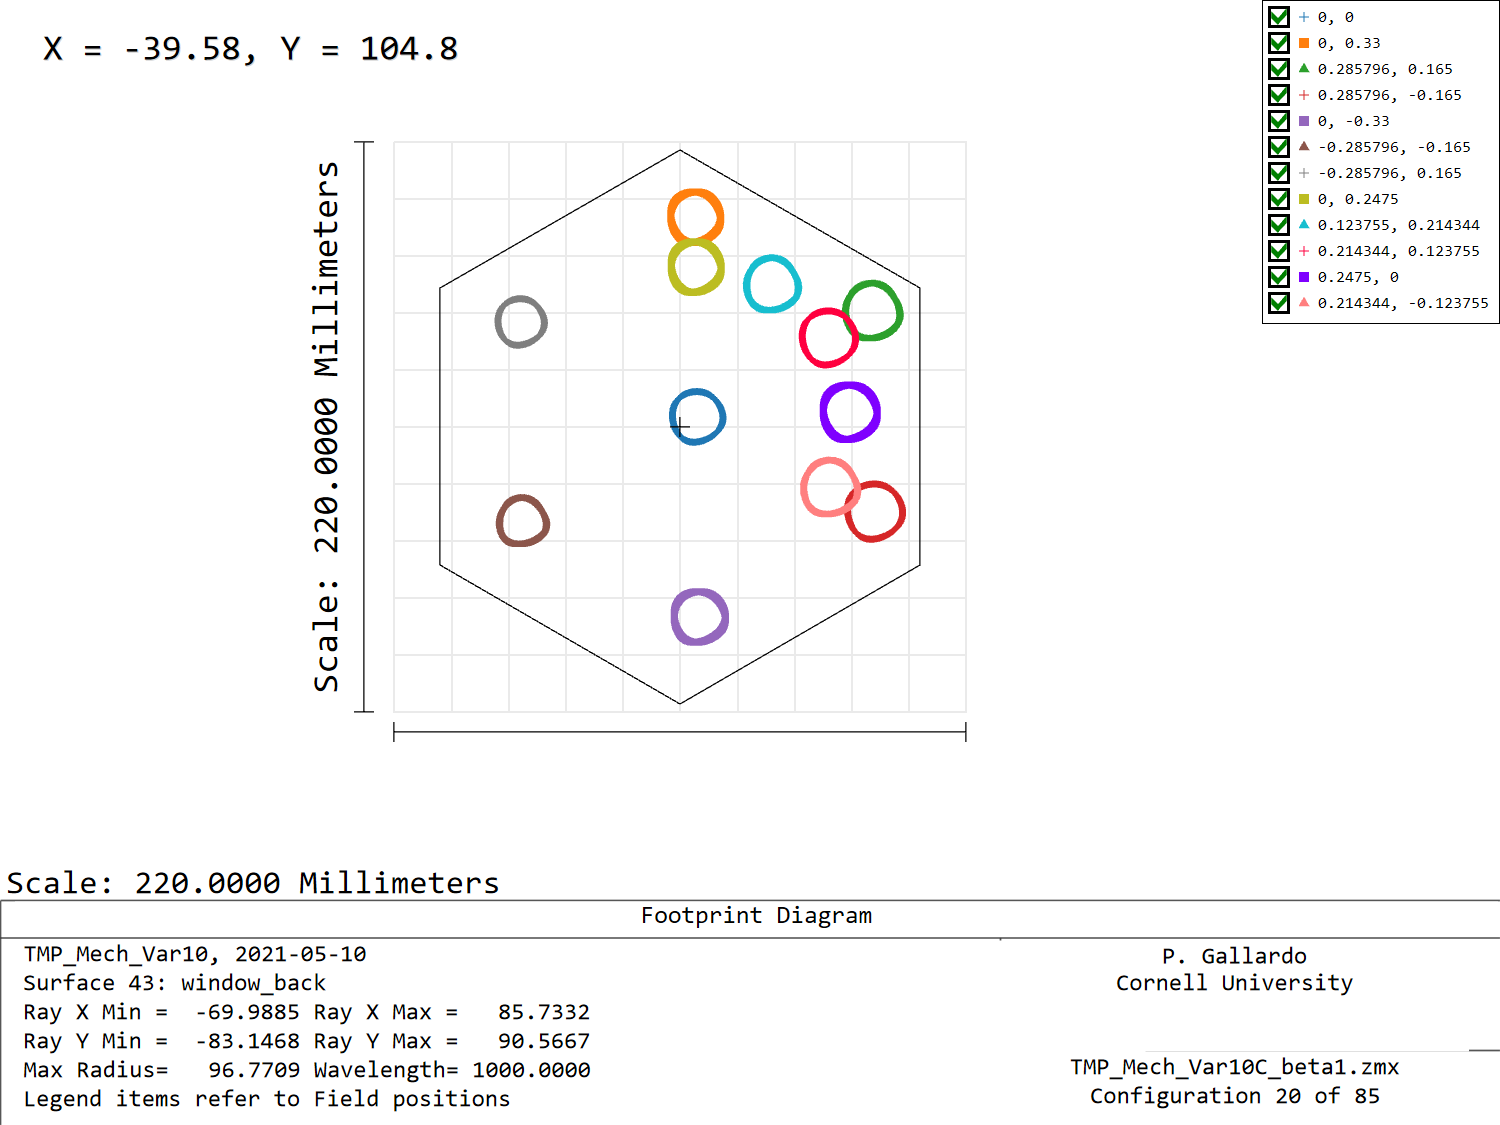 X = -39.58, Y = 104.8
0, 0
0, 0.33
0.285796, 0.165
0.285796, -0.165
0, -0.33
-0.285796, -0.165
-0.285796, 0.165
0, 0.2475
0.123755, 0.214344
0.214344, 0.123755
0.2475, 0
0.214344, -0.123755
Scale: 220.0000 Millimeters
Scale: 220.0000 Millimeters
Footprint Diagram
TMP_Mech_Var10, 2021-05-10
Surface 43: window_back
Ray X Min = -69.9885 Ray X Max = 85.7332
Ray Y Min = -83.1468 Ray Y Max = 90.5667
Max Radius= 96.7709 Wavelength= 1000.0000
Legend items refer to Field positions
P. Gallardo
Cornell University
TMP_Mech_Var10C_beta1.zmx
Configuration 20 of 85